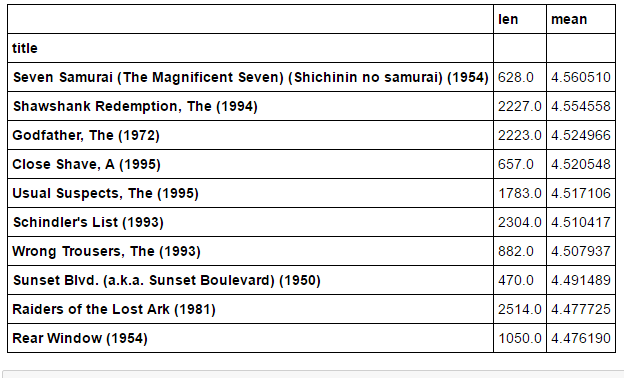 len mean
title
Seven Samurai (The Magnificent Seven) (Shichinin no samurai) (1954) 628.0 4.560510
Shawshank Redemption, The (1994) 2227.0 4.554558
Godfather, The (1972) 2223.0 4.524966
Close Shave, A (1995) 657.0 4.520548
Usual Suspects, The (1995) 1783.0 4.517106
Schindler's List (1993) 2304.0 4.510417
Wrong Trousers, The (1993) 882.0 4.507937
Sunset Blvd. (a.k.a. Sunset Boulevard) (1950) 470.0 4.491489
Raiders of the Lost Ark (1981) 2514.0 4.477725
Rear Window (1954) 1050.0 4.476190